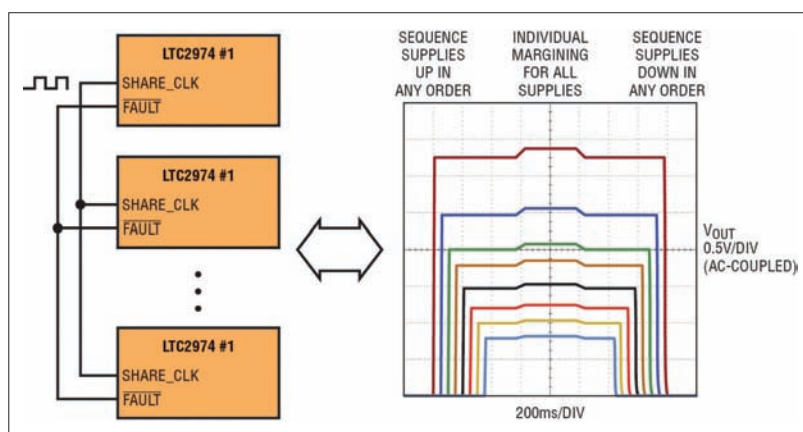 LTC2974 #1
SHARE_CLK
FAULT
LTC2974 #1
SHARE_CLK
FAULT
LTC2974 #1
SHARE_CLK
FAULT
SEQUENCE
SUPPLIES
UP IN
ANY ORDER
INDIVIDUAL
MARGINING
FOR ALL
SUPPLIES
SEQUENCE
SUPPLIES
DOWN IN
ANY ORDER
VOUT
0.5V/DIV
(AC-COUPLED)
200ms/DIV